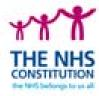 THE NHS
CONSTITUTION
the NHS belongs to us all